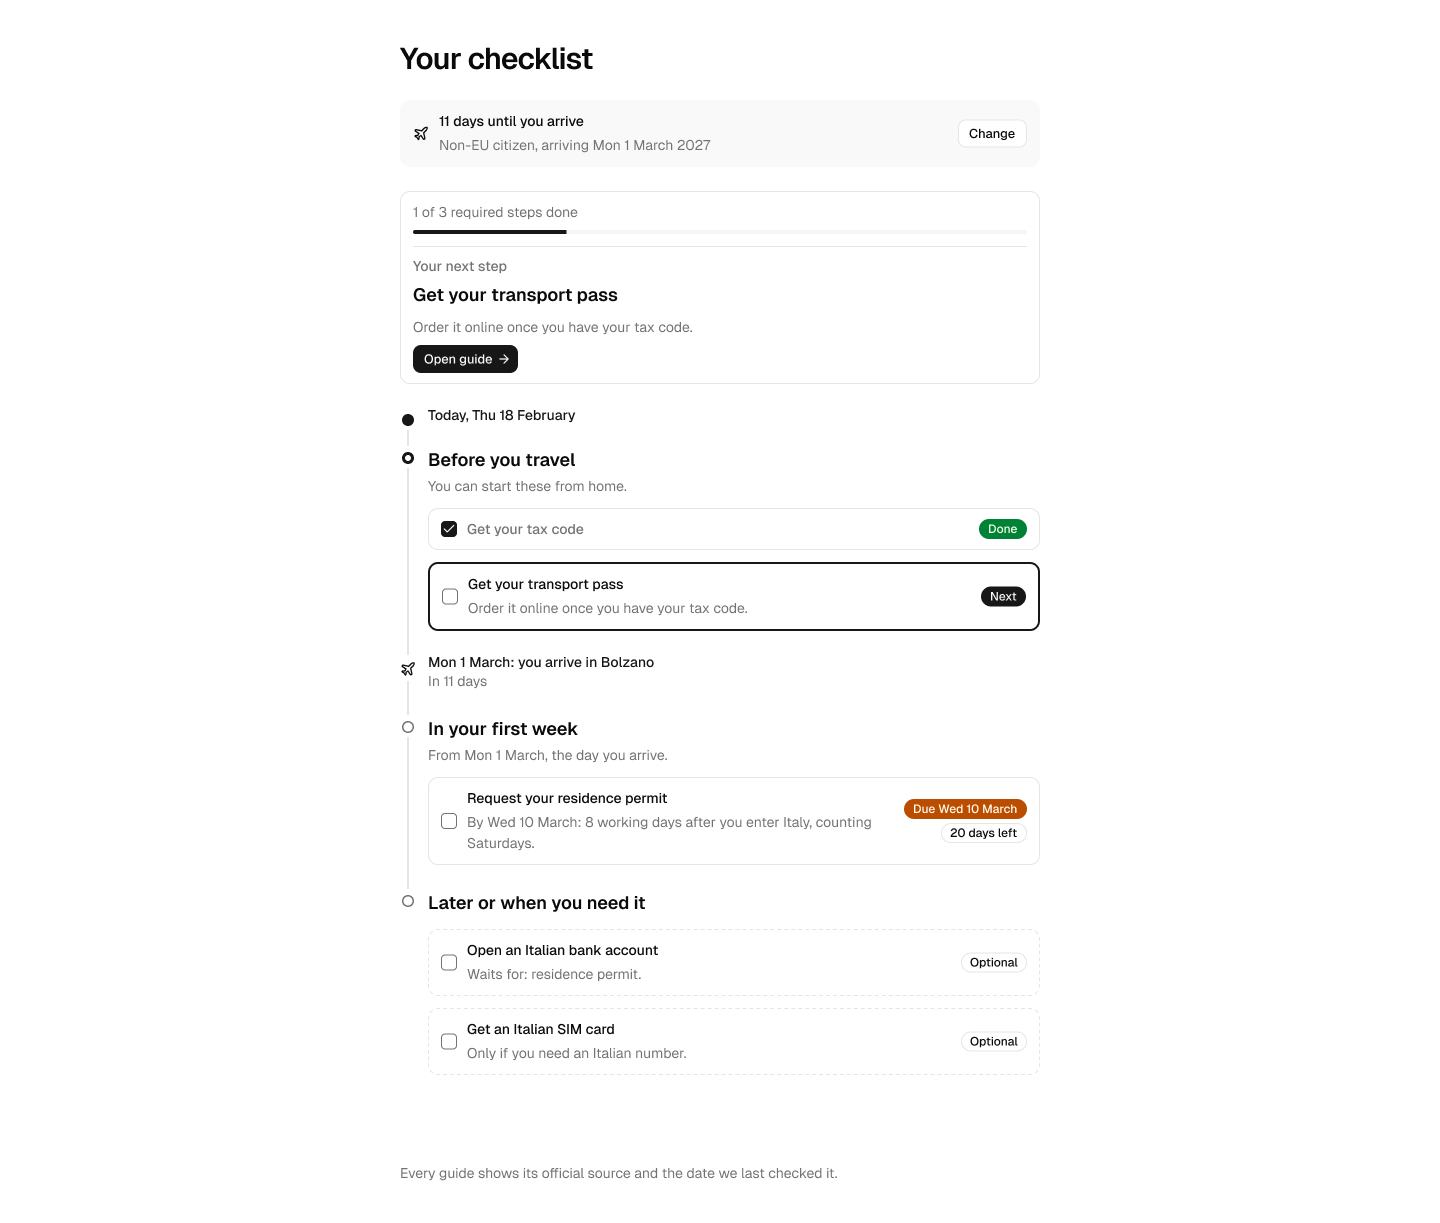 Your checklist
11 days until you arrive
Non-EU citizen, arriving Mon 1 March 2027
Change
1 of 3 required steps done
Your next step
Get your transport pass
Order it online once you have your tax code.
Open guide →
Today, Thu 18 February
Before you travel
You can start these from home.
Get your tax code
Done
Get your transport pass
Order it online once you have your tax code.
Next
Mon 1 March: you arrive in Bolzano
In 11 days
In your first week
From Mon 1 March, the day you arrive.
Request your residence permit
By Wed 10 March: 8 working days after you enter Italy, counting
Saturdays.
Due Wed 10 March
20 days left
Later or when you need it
Open an Italian bank account
Waits for: residence permit.
Optional
Get an Italian SIM card
Only if you need an Italian number.
Optional
Every guide shows its official source and the date we last checked it.